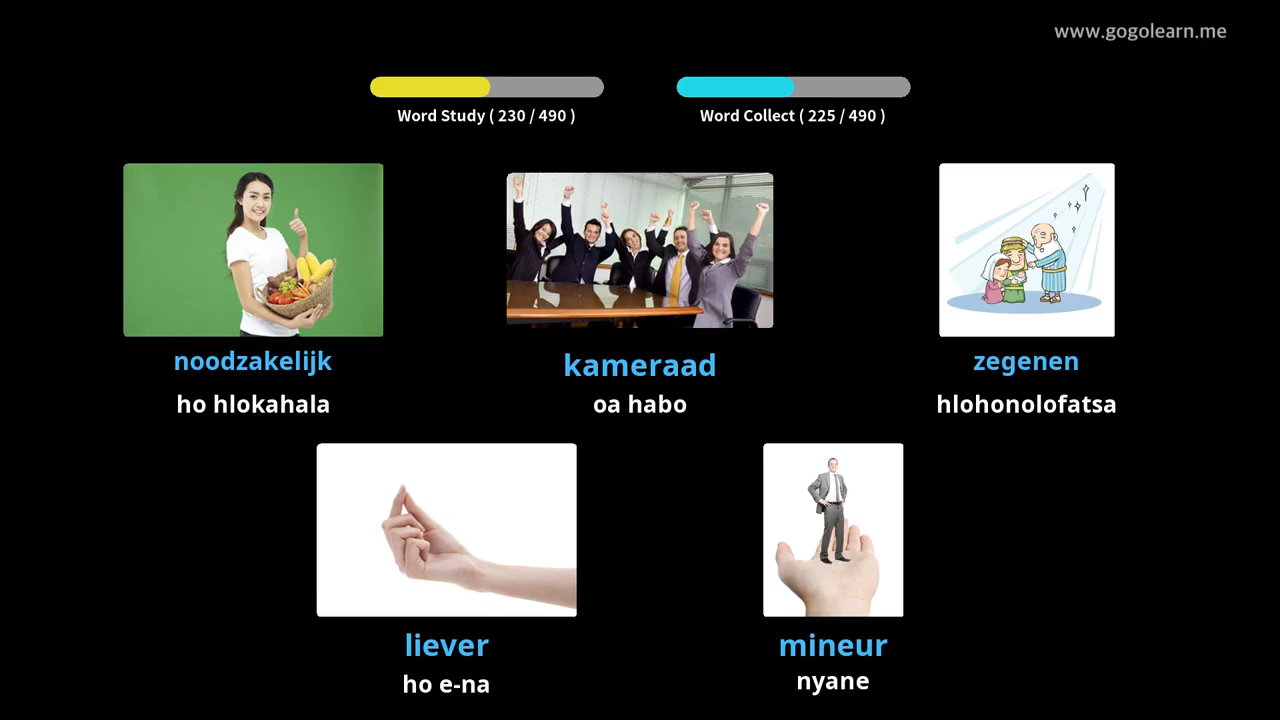 www.gogolearn.me
Word Study ( 230 / 490 )
Word Collect ( 225 / 490 )
noodzakelijk
ho hlokahala
kameraad
oa habo
zegenen
hlohonolofatsa
liever
ho e-na
mineur
nyane